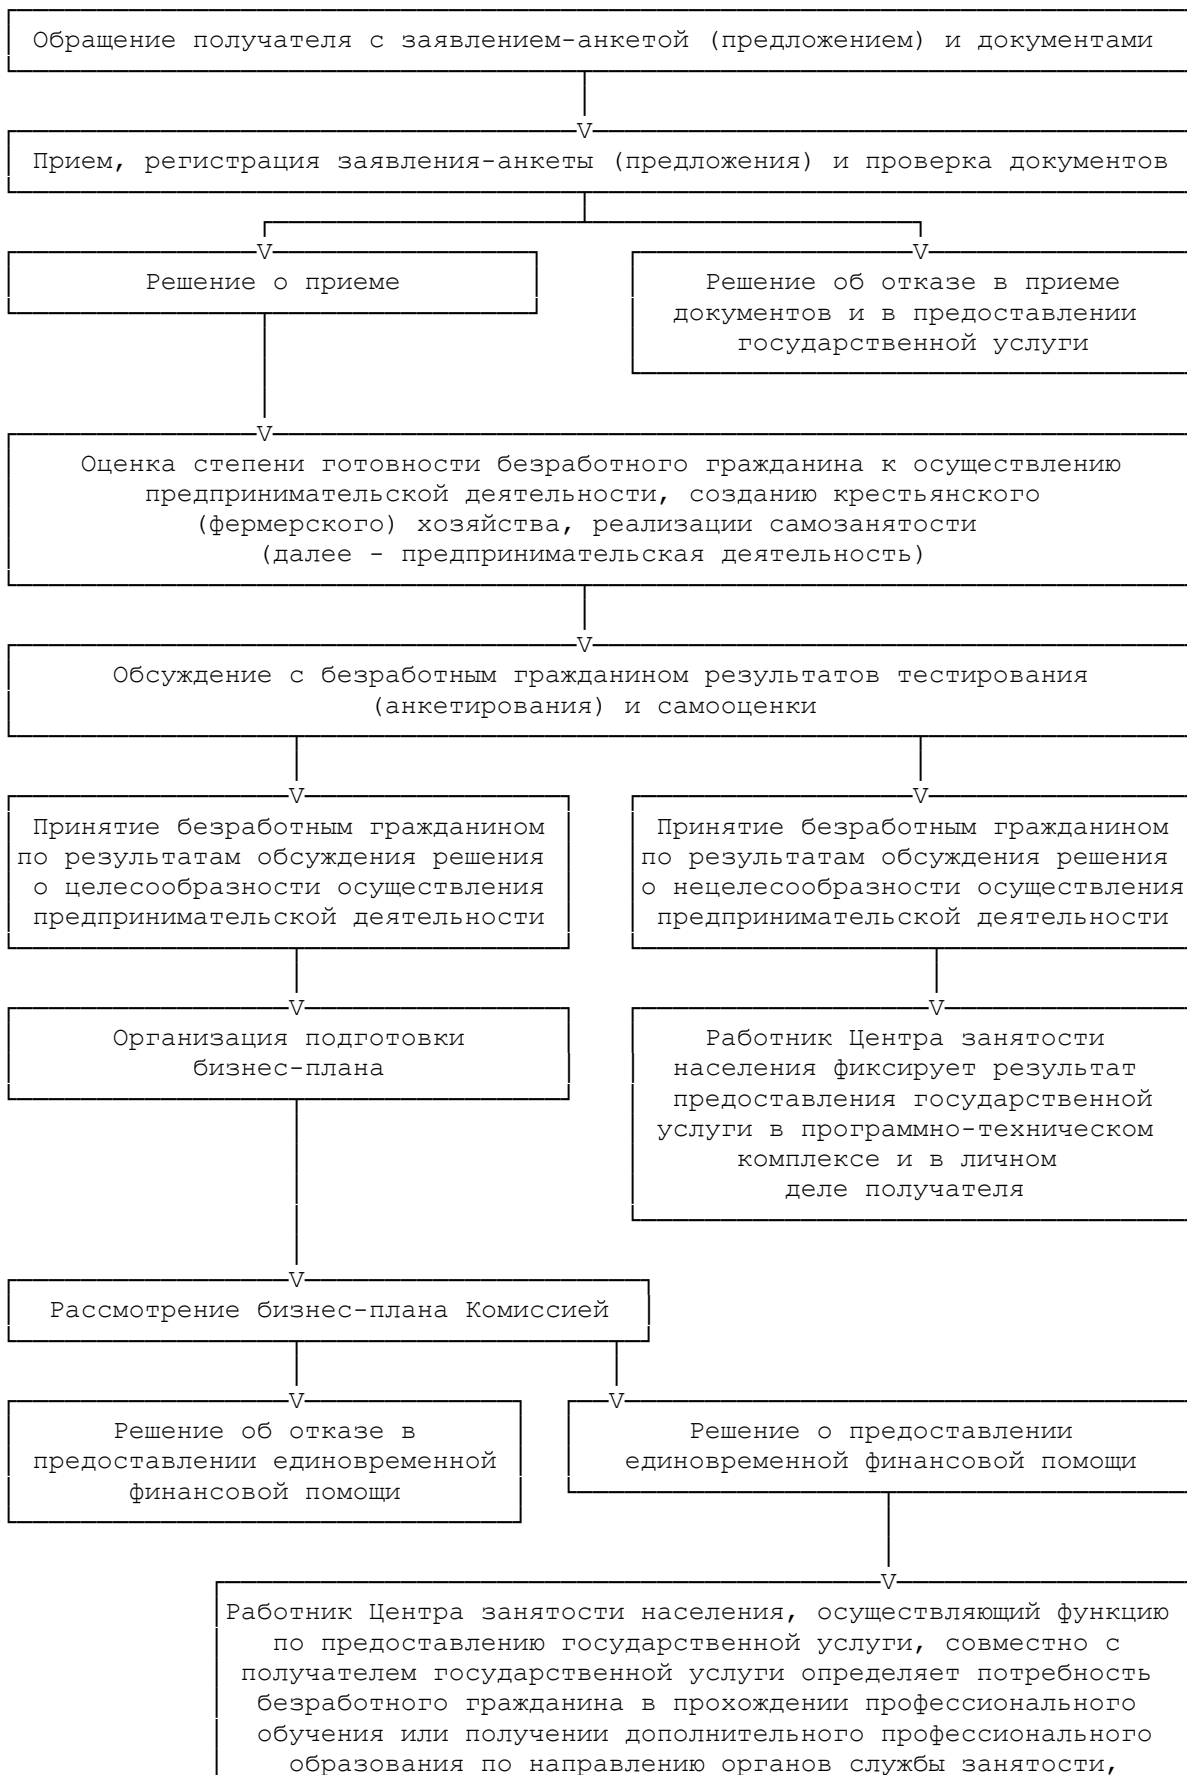 Обращение получателя с заявлением-анкетой (предложением) и документами
V
Прием, регистрация заявления-анкеты (предложения) и проверка документов
V
V
Решение о приеме
Решение об отказе в приеме
документов и в предоставлении
государственной услуги
V
Оценка степени готовности безработного гражданина к осуществлению
предпринимательской деятельности, созданию крестьянского
(фермерского) хозяйства, реализации самозанятости
(далее - предпринимательская деятельность)
V
Обсуждение с безработным гражданином результатов тестирования
(анкетирования) и самооценки
V
V
Принятие безработным гражданином
по результатам обсуждения решения
о целесообразности осуществления
предпринимательской деятельности
Принятие безработным гражданином
по результатам обсуждения решения
о нецелесообразности осуществления
предпринимательской деятельности
V
V
Организация подготовки
бизнес-плана
Работник Центра занятости
населения фиксирует результат
предоставления государственной
услуги в программно-техническом
комплексе и в личном
деле получателя
V
Рассмотрение бизнес-плана Комиссией
V
V
Решение об отказе в
предоставлении единовременной
финансовой помощи
Решение о предоставлении
единовременной финансовой помощи
V
Работник Центра занятости населения, осуществляющий функцию
по предоставлению государственной услуги, совместно с
получателем государственной услуги определяет потребность
безработного гражданина в прохождении профессионального
обучения или получении дополнительного профессионального
образования по направлению органов службы занятости,